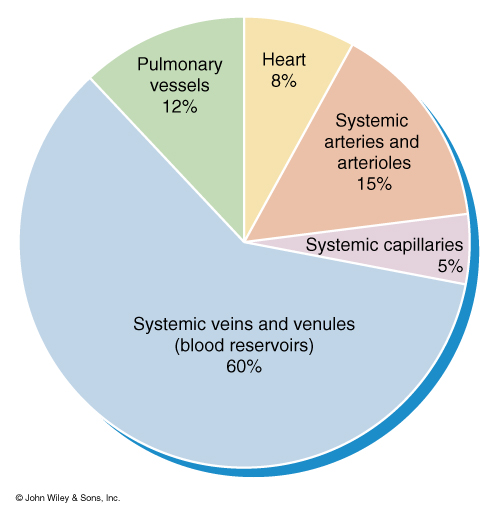 Pulmonary
vessels
12%
Heart
8%
Systemic
arteries and
arterioles
15%
Systemic capillaries
5%
Systemic veins and venules
(blood reservoirs)
60%
© John Wiley & Sons, Inc.